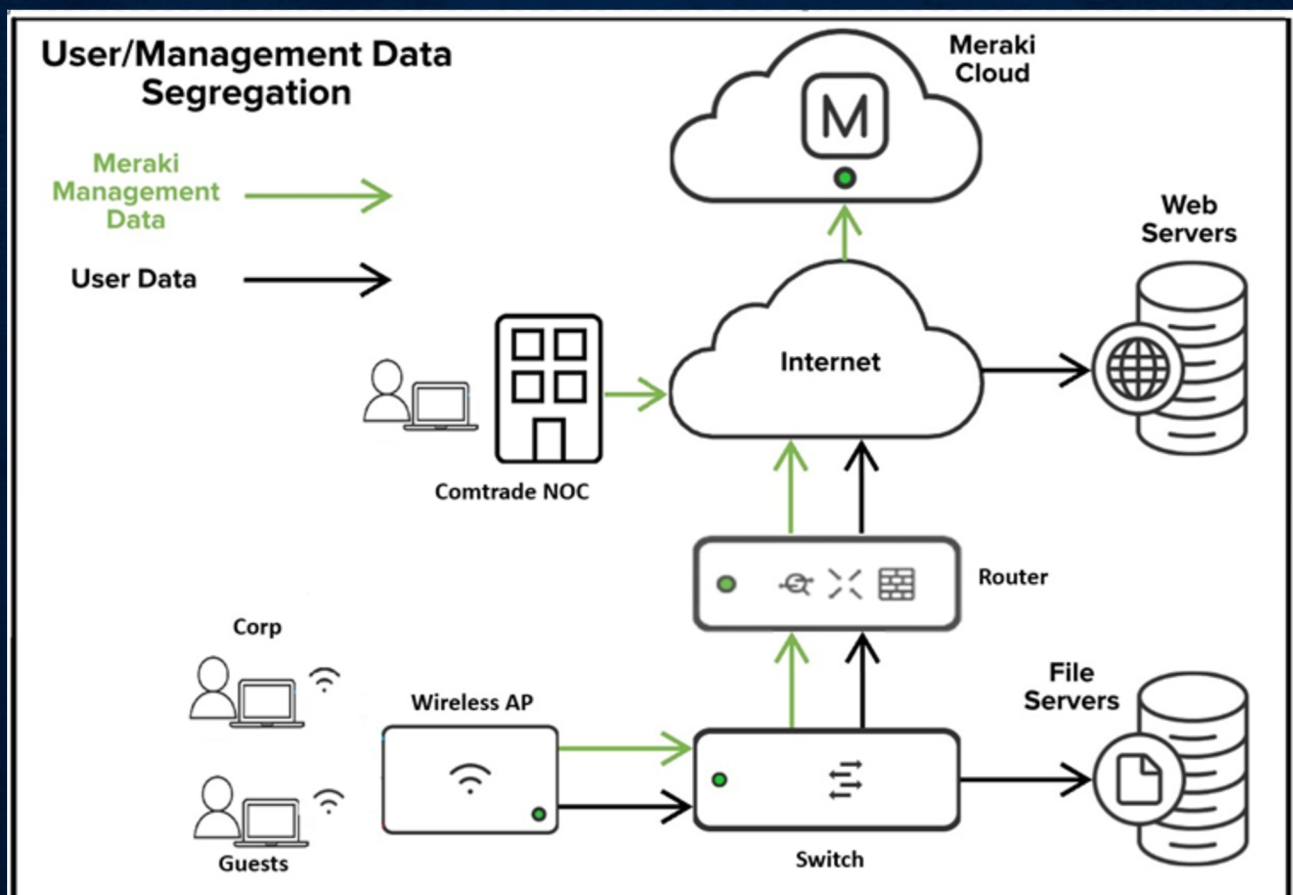 User/Management Data
Segregation
Meraki
Cloud
M
Meraki
Management
Data
User Data
Web
Servers
Internet
Comtrade NOC
Router
Corp
Wireless AP
File
Servers
Guests
Switch